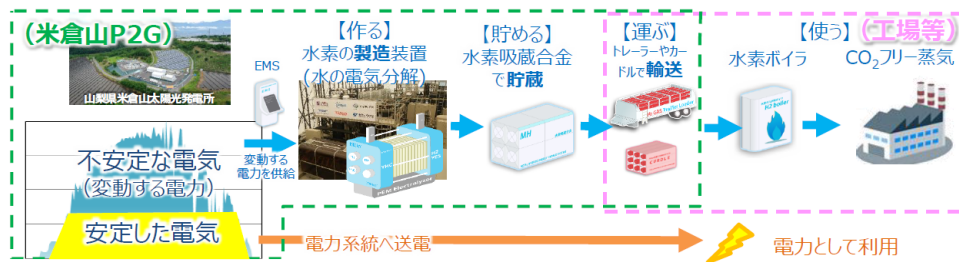 (米倉山P2G)
山梨県米倉山太陽光発電所
EMS
【作る】
水素の製造装置
(水の電気分解)
【貯める】
水素吸蔵合金
で貯蔵
【運ぶ】
トレーラーやカー
ドルで輸送
【使う】(工場等)
水素ボイラ
CO₂フリー蒸気
変動する
電力を供給
MH
不安定な電気
(変動する電力)
安定した電気
電力系統へ送電
電力として利用